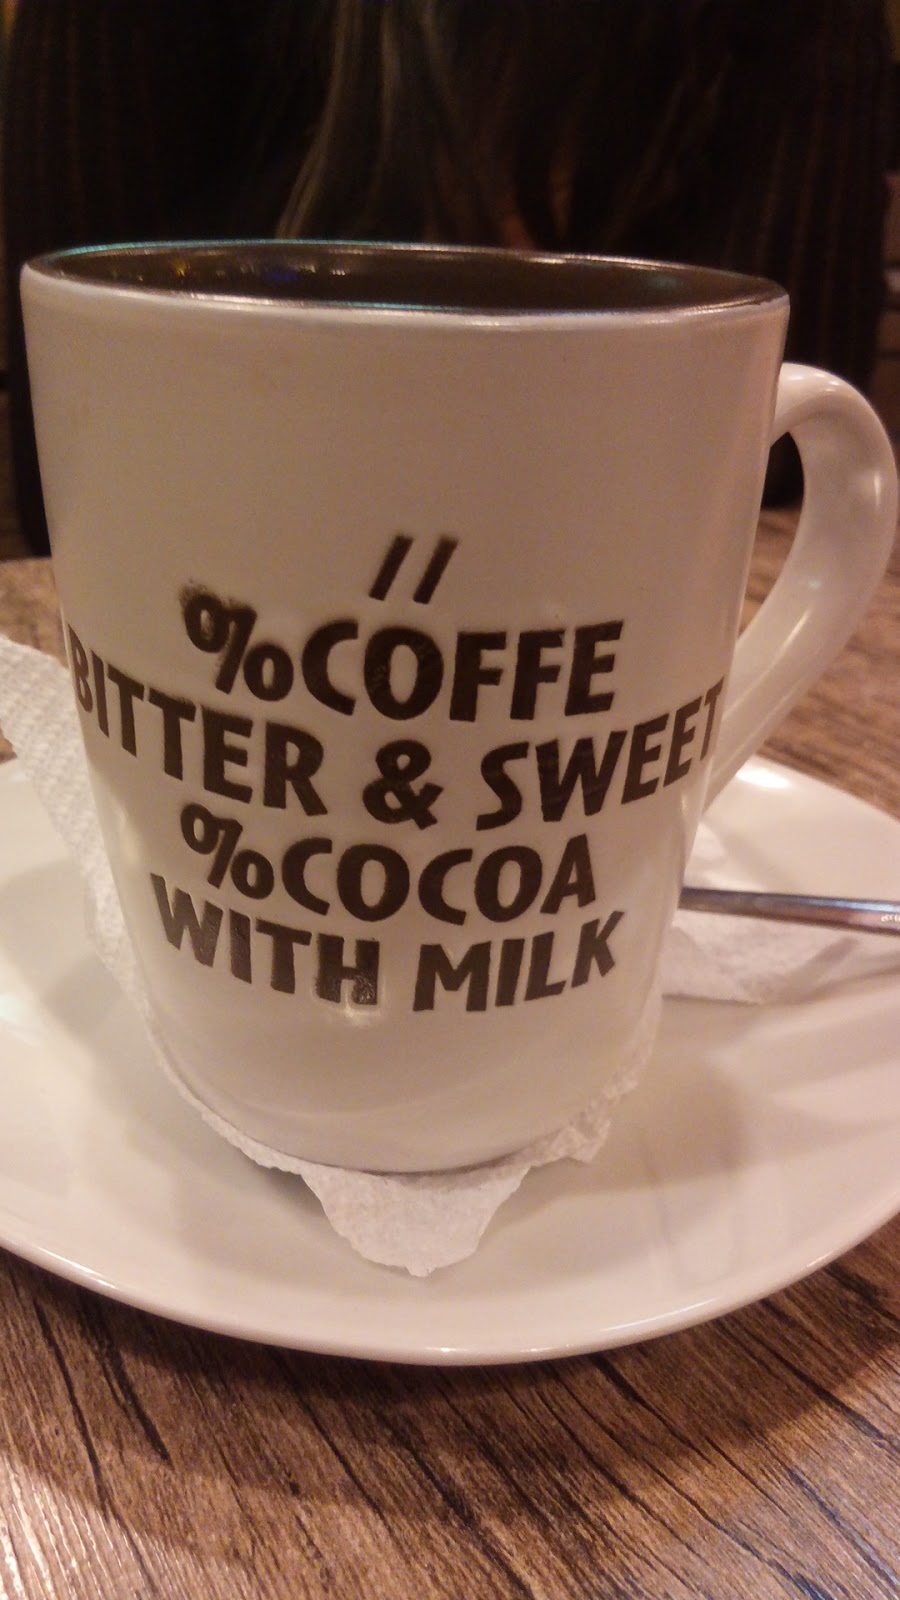 //
%COFFE
BITTER & SWEET
%COCOA
WITH MILK